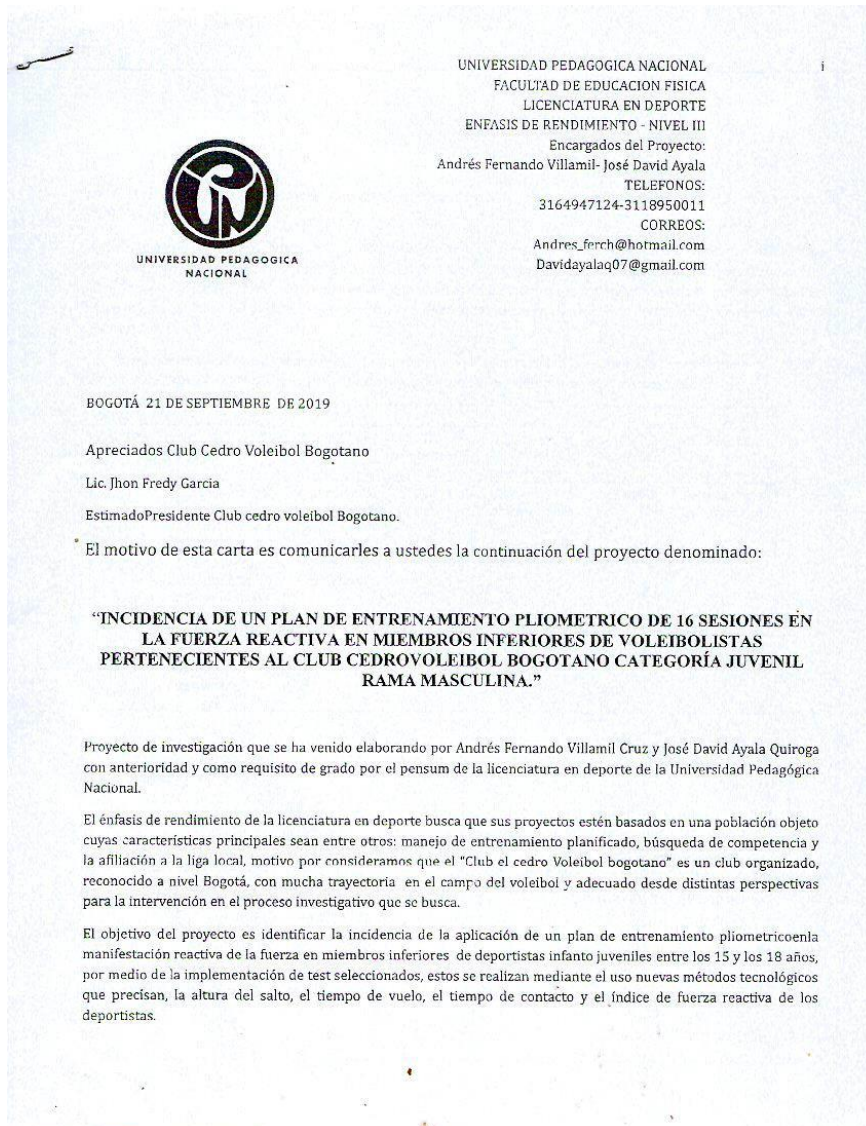 UNIVERSIDAD PEDAGOGICA NACIONAL
i
FACULTAD DE EDUCACION FISICA
LICENCIATURA EN DEPORTE
ENFASIS DE RENDIMIENTO - NIVEL III
Encargados del Proyecto:
Andrés Fernando Villamil- José David Ayala
TELEFONOS:
3164947124-3118950011
CORREOS:
Andres_ferch@hotmail.com
Davidayalaq07@gmail.com
UNIVERSIDAD PEDAGOGICA
NACIONAL
BOGOTÁ 21 DE SEPTIEMBRE DE 2019
Apreciados Club Cedro Voleibol Bogotano
Lic. Jhon Fredy Garcia
EstimadoPresidente Club cedro voleibol Bogotano.
El motivo de esta carta es comunicarles a ustedes la continuación del proyecto denominado:
“INCIDENCIA DE UN PLAN DE ENTRENAMIENTO PLIOMETRICO DE 16 SESIONES EN
LA FUERZA REACTIVA EN MIEMBROS INFERIORES DE VOLEIBOLISTAS
PERTENECIENTES AL CLUB CEDROVOLEIBOL BOGOTANO CATEGORÍA JUVENIL
RAMA MASCULINA.”
Proyecto de investigación que se ha venido elaborando por Andrés Fernando Villamil Cruz y José David Ayala Quiroga
con anterioridad y como requisito de grado por el pensum de la licenciatura en deporte de la Universidad Pedagógica
Nacional.
El énfasis de rendimiento de la licenciatura en deporte busca que sus proyectos estén basados en una población objeto
cuyas características principales sean entre otros: manejo de entrenamiento planificado, búsqueda de competencia y
la afiliación a la liga local, motivo por consideramos que el "Club el cedro Voleibol bogotano" es un club organizado,
reconocido a nivel Bogotá, con mucha trayectoria en el campo del voleibol y adecuado desde distintas perspectivas
para la intervención en el proceso investigativo que se busca.
El objetivo del proyecto es identificar la incidencia de la aplicación de un plan de entrenamiento pliometricoenla
manifestación reactiva de la fuerza en miembros inferiores de deportistas infanto juveniles entre los 15 y los 18 años,
por medio de la implementación de test seleccionados, estos se realizan mediante el uso nuevas métodos tecnológicos
que precisan, la altura del salto, el tiempo de vuelo, el tiempo de contacto y el índice de fuerza reactiva de los
deportistas.